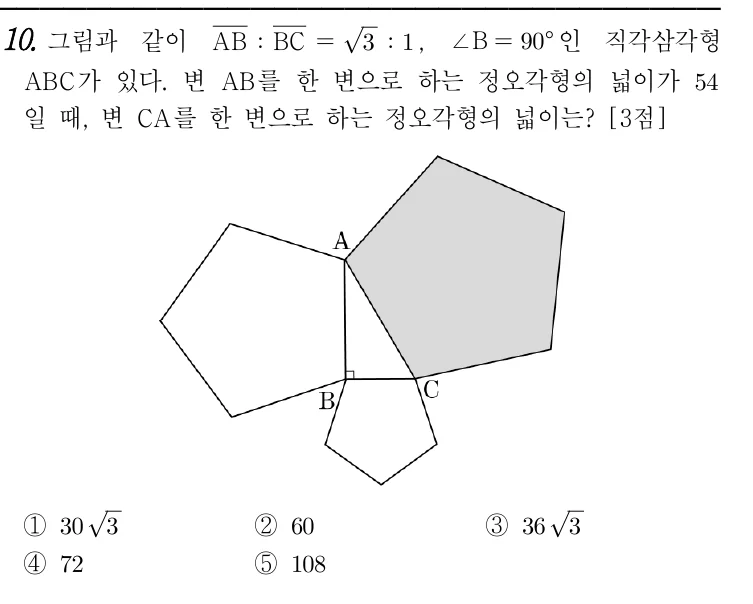 10. 그림과 같이 AB : BC = √3 : 1, ∠B = 90°인 직각삼각형
ABC가 있다. 변 AB를 한 변으로 하는 정오각형의 넓이가 54
일 때, 변 CA를 한 변으로 하는 정오각형의 넓이는? [3점]
A
B
C
① 30√3 ② 60 ③ 36√3
④ 72 ⑤ 108